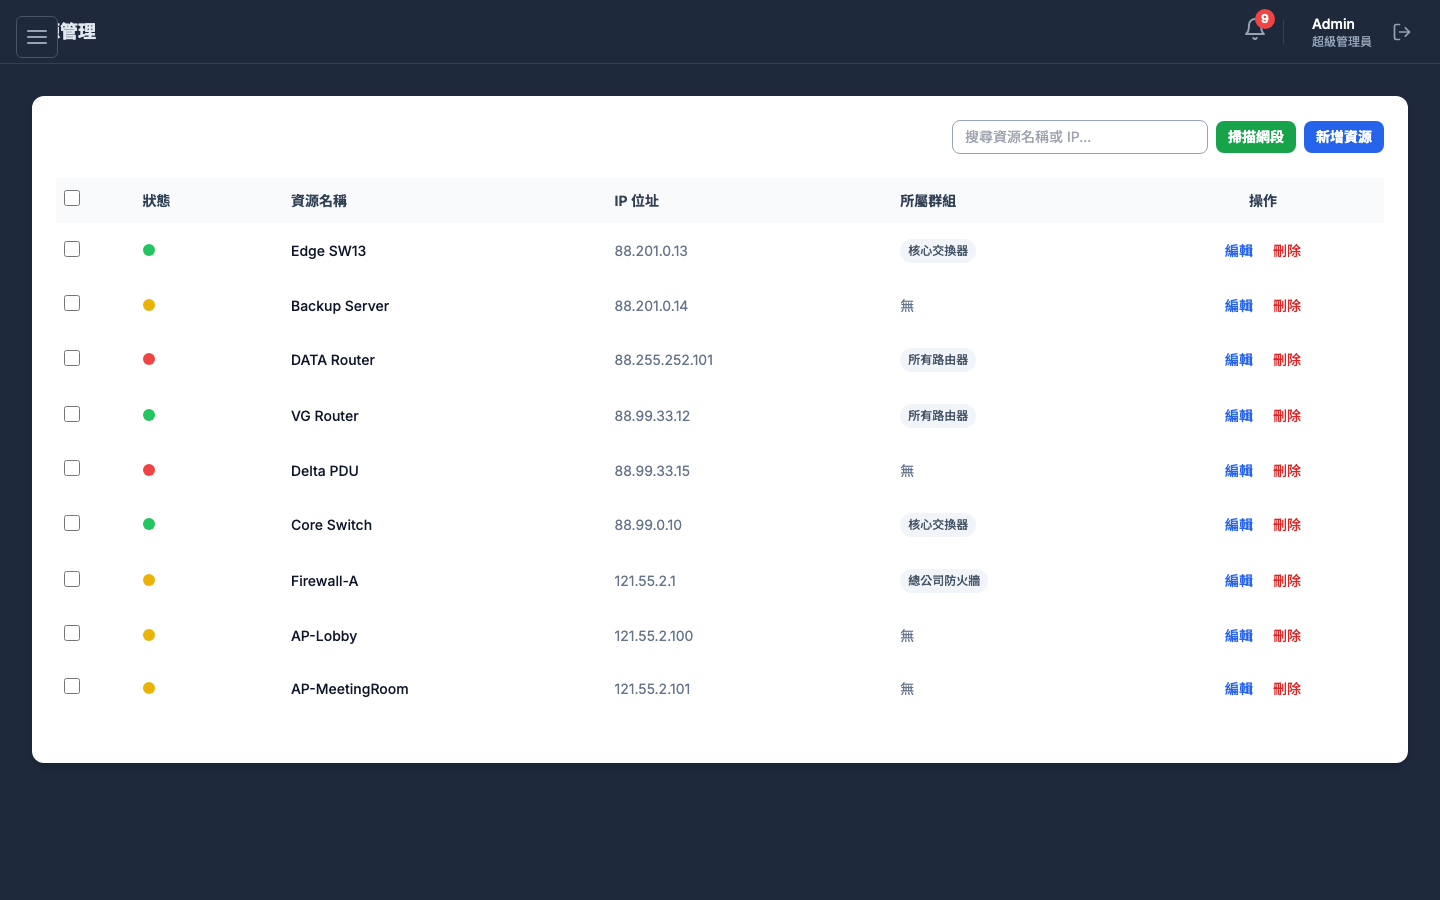 管理
9
Admin
超級管理員
搜尋資源名稱或 IP...
掃描網段
新增資源
狀態 資源名稱 IP 位址 所屬群組 操作
Edge SW13 88.201.0.13 核心交換器 編輯 刪除
Backup Server 88.201.0.14 無 編輯 刪除
DATA Router 88.255.252.101 所有路由器 編輯 刪除
VG Router 88.99.33.12 所有路由器 編輯 刪除
Delta PDU 88.99.33.15 無 編輯 刪除
Core Switch 88.99.0.10 核心交換器 編輯 刪除
Firewall-A 121.55.2.1 總公司防火牆 編輯 刪除
AP-Lobby 121.55.2.100 無 編輯 刪除
AP-MeetingRoom 121.55.2.101 無 編輯 刪除